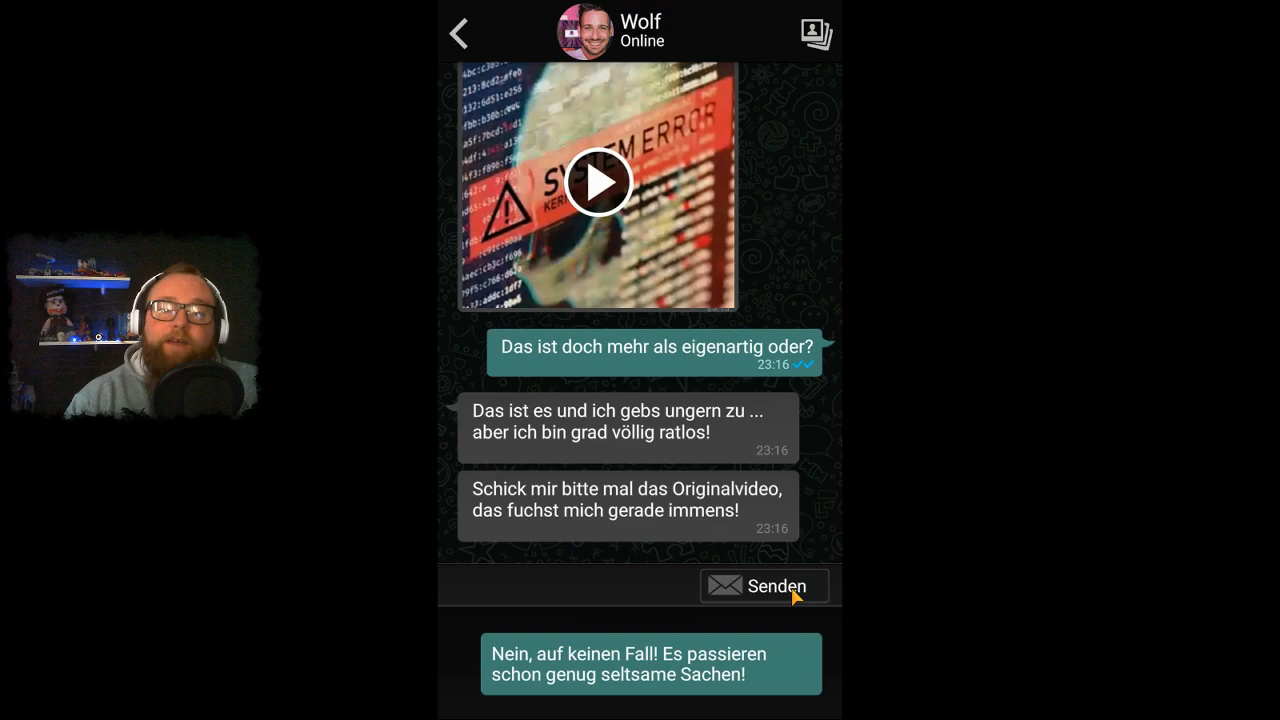 Wolf
Online
SYSTEM ERROR
Das ist doch mehr als eigenartig oder?
23:16
Das ist es und ich gebs ungern zu ...
aber ich bin grad völlig ratlos!
23:16
Schick mir bitte mal das Originalvideo,
das fuchst mich gerade immens!
23:16
Senden
Nein, auf keinen Fall! Es passieren
schon genug seltsame Sachen!